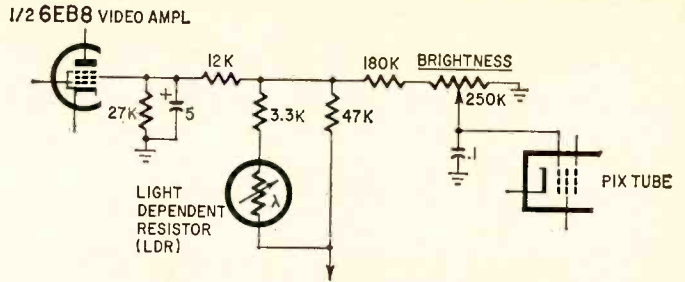 1/2 6EB8 VIDEO AMPL
12K
180K
BRIGHTNESS
250K
27K
+
5
3.3K
47K
.1
λ
LIGHT
DEPENDENT
RESISTOR
(LDR)
PIX TUBE